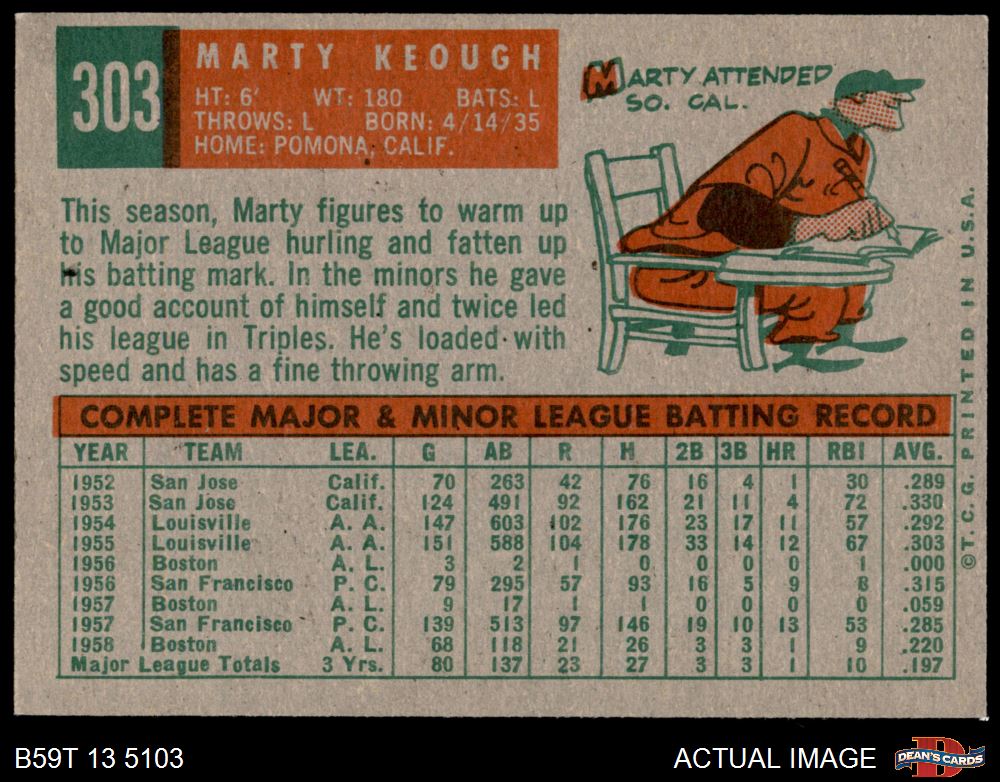 303
MARTY KEOUGH
HT: 6' WT: 180 BATS: L
THROWS: L BORN: 4/14/35
HOME: POMONA, CALIF.
MARTY ATTENDED
SO. CAL.
This season, Marty figures to warm up
to Major League hurling and fatten up
his batting mark. In the minors he gave
a good account of himself and twice led
his league in Triples. He's loaded with
speed and has a fine throwing arm.
COMPLETE MAJOR & MINOR LEAGUE BATTING RECORD
YEAR TEAM LEA. G AB R H 2B 3B HR RBI AVG.
1952 San Jose Calif. 70 263 42 76 16 4 1 30 .289
1953 San Jose Calif. 124 491 92 162 21 11 4 72 .330
1954 Louisville A. A. 147 603 102 176 23 17 11 57 .292
1955 Louisville A. A. 151 588 104 178 33 14 12 67 .303
1956 Boston A. L. 3 2 1 0 0 0 0 1 .000
1956 San Francisco P. C. 79 295 57 93 16 5 9 8 .315
1957 Boston A. L. 9 17 1 1 0 0 0 0 .059
1957 San Francisco P. C. 139 513 97 146 19 10 13 53 .285
1958 Boston A. L. 68 118 21 26 3 3 1 9 .220
Major League Totals 3 Yrs. 80 137 23 27 3 3 1 10 .197
©T.C.G. PRINTED IN U.S.A.
B59T 13 5103
ACTUAL IMAGE
D
DEAN'S CARDS